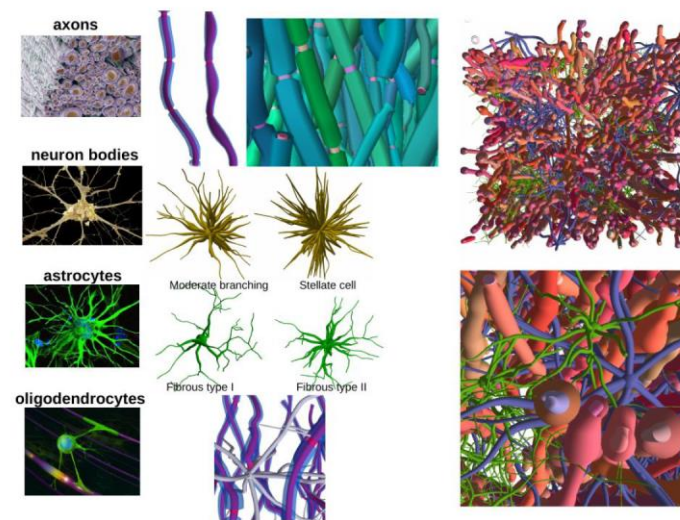 axons
neuron bodies
Moderate branching
Stellate cell
astrocytes
Fibrous type I
Fibrous type II
oligodendrocytes